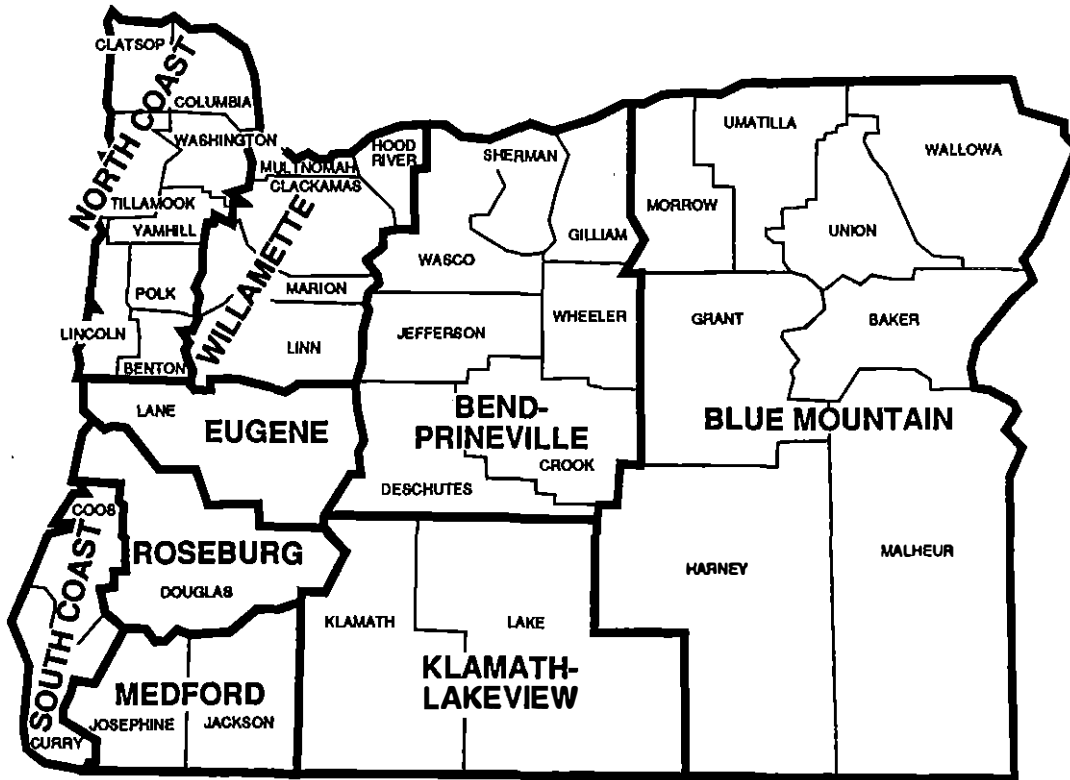 CLATSOP
COLUMBIA
NORTH COAST
WASHINGTON
HOOD
RIVER
MULTNOMAH
CLACKAMAS
SHERMAN
UMATILLA
WALLOWA
TILLAMOOK
YAMHILL
MORROW
GILLIAM
UNION
WASCO
WILLAMETTE
MARION
POLK
LINCOLN
BENTON
LINN
JEFFERSON
WHEELER
GRANT
BAKER
LANE
EUGENE
BEND-
PRINEVILLE
BLUE MOUNTAIN
CROOK
DESCHUTES
COOS
SOUTH COAST
ROSEBURG
DOUGLAS
HARNEY
MALHEUR
KLAMATH
LAKE
KLAMATH-
LAKEVIEW
MEDFORD
JOSEPHINE
JACKSON
CURRY